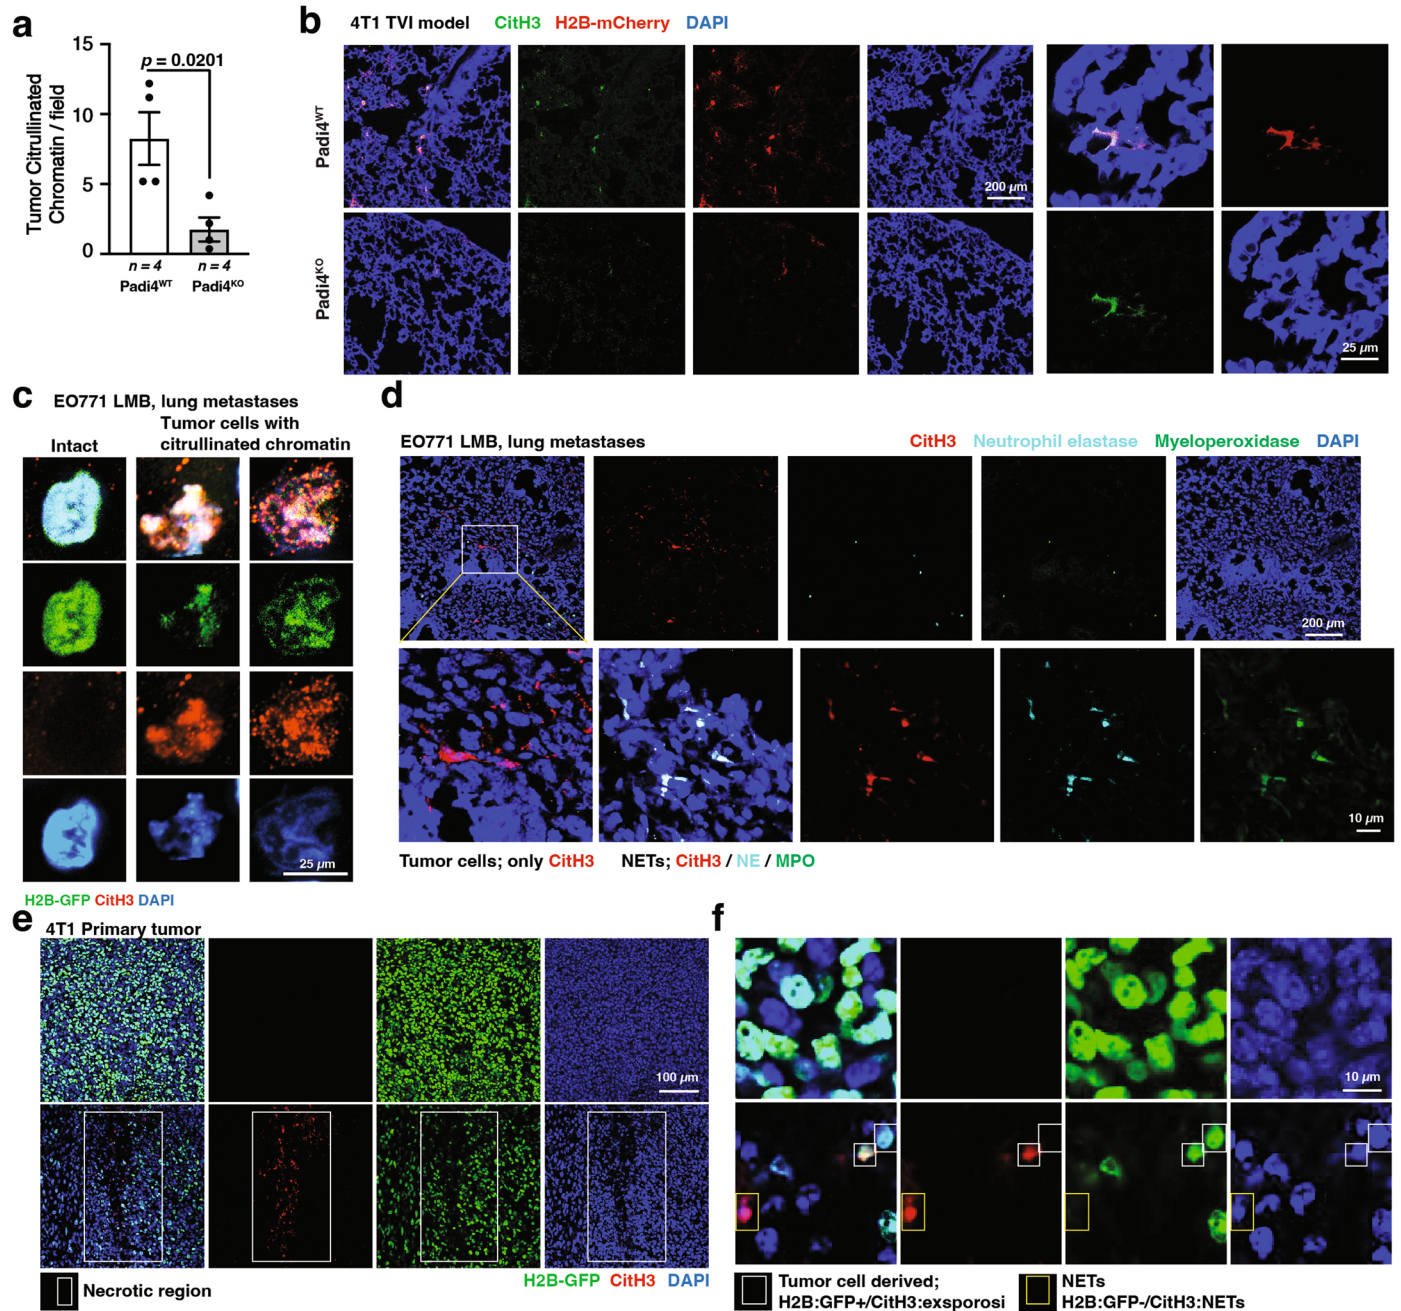 a
15
10
5
0
Tumor Citrullinated
Chromatin / field
p = 0.0201
n = 4
n = 4
Padi4WT
Padi4KO
b
4T1 TVI model CitH3 H2B-mCherry DAPI
Padi4WT
200 µm
Padi4KO
25 µm
c
EO771 LMB, lung metastases
Intact
Tumor cells with
citrullinated chromatin
25 µm
H2B-GFP CitH3 DAPI
d
EO771 LMB, lung metastases
CitH3 Neutrophil elastase Myeloperoxidase DAPI
200 µm
10 µm
Tumor cells; only CitH3 NETs; CitH3 / NE / MPO
e
4T1 Primary tumor
100 µm
Necrotic region
H2B-GFP CitH3 DAPI
f
10 µm
Tumor cell derived;
H2B:GFP+/CitH3:exsporosi
NETs
H2B:GFP-/CitH3:NETs